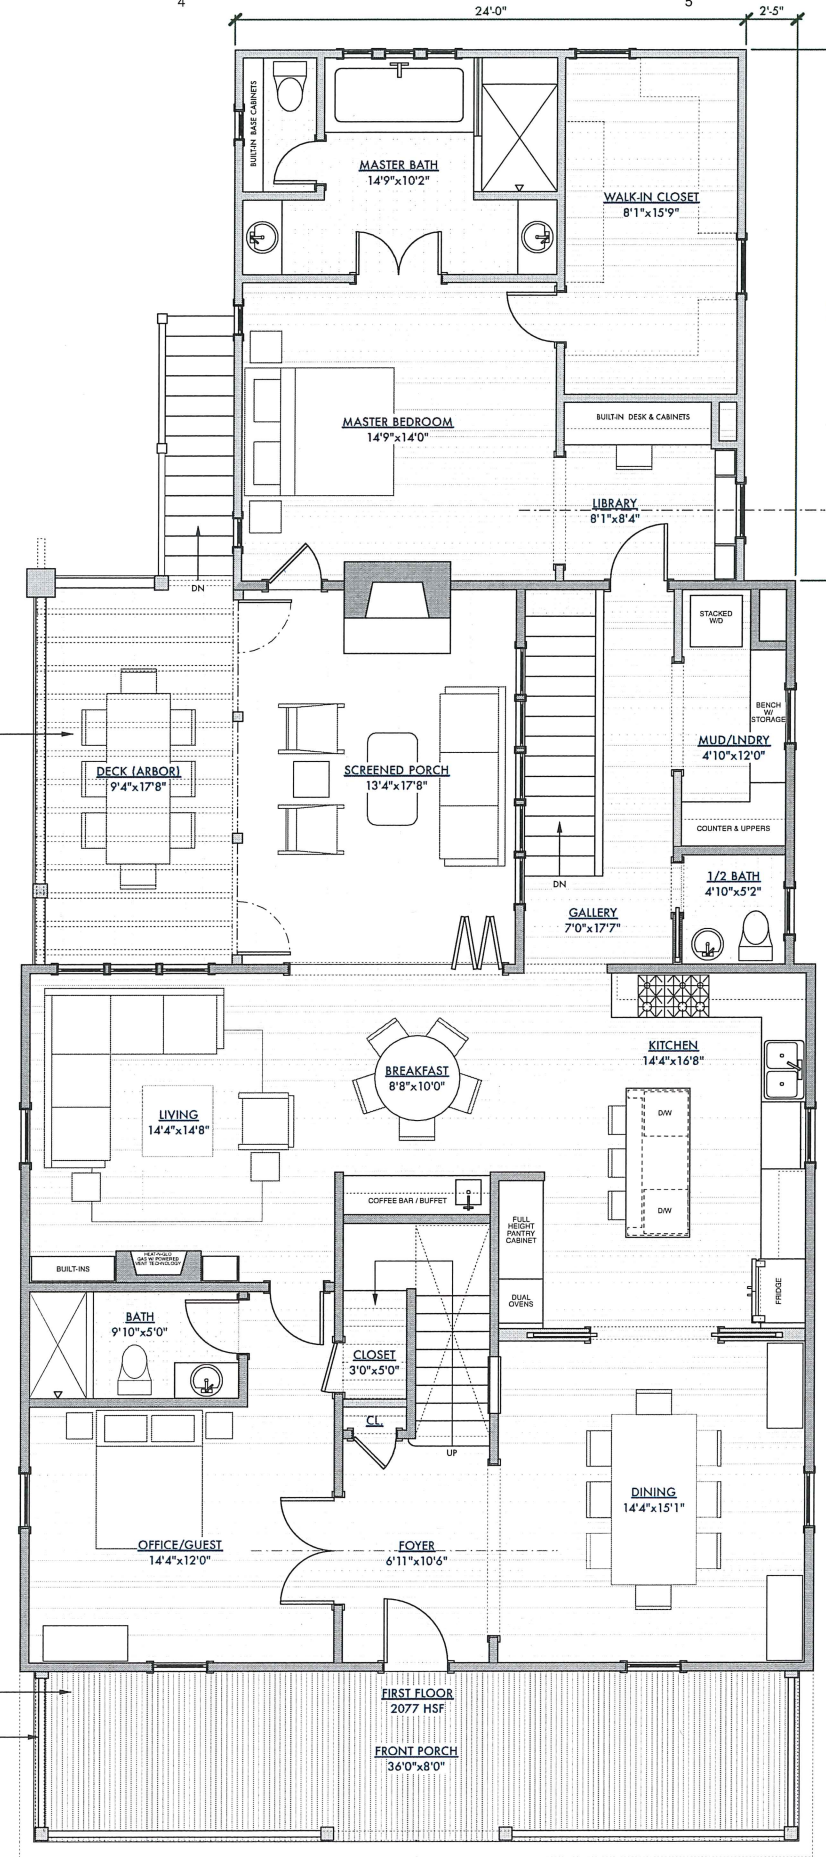 4
5
24'-0"
2'-5"
BUILT-IN BASE CABINETS
MASTER BATH
14'9"x10'2"
WALK-IN CLOSET
8'1"x15'9"
MASTER BEDROOM
14'9"x14'0"
BUILT-IN DESK & CABINETS
LIBRARY
8'1"x8'4"
DN
STACKED
W/D
BENCH
W/
STORAGE
MUD/LNDRY
4'10"x12'0"
DECK (ARBOR)
9'4"x17'8"
SCREENED PORCH
13'4"x17'8"
COUNTER & UPPERS
DN
1/2 BATH
4'10"x5'2"
GALLERY
7'0"x17'7"
KITCHEN
14'4"x16'8"
BREAKFAST
8'8"x10'0"
LIVING
14'4"x14'8"
D/W
D/W
COFFEE BAR / BUFFET
FULL
HEIGHT
PANTRY
CABINET
BUILT-INS
HEAT-N-GLO
GAS W/ POWERED
VENT TECHNOLOGY
DUAL
OVENS
FRIDGE
BATH
9'10"x5'0"
CLOSET
3'0"x5'0"
CL.
UP
DINING
14'4"x15'1"
OFFICE/GUEST
14'4"x12'0"
FOYER
6'11"x10'6"
FIRST FLOOR
2077 HSF
FRONT PORCH
36'0"x8'0"